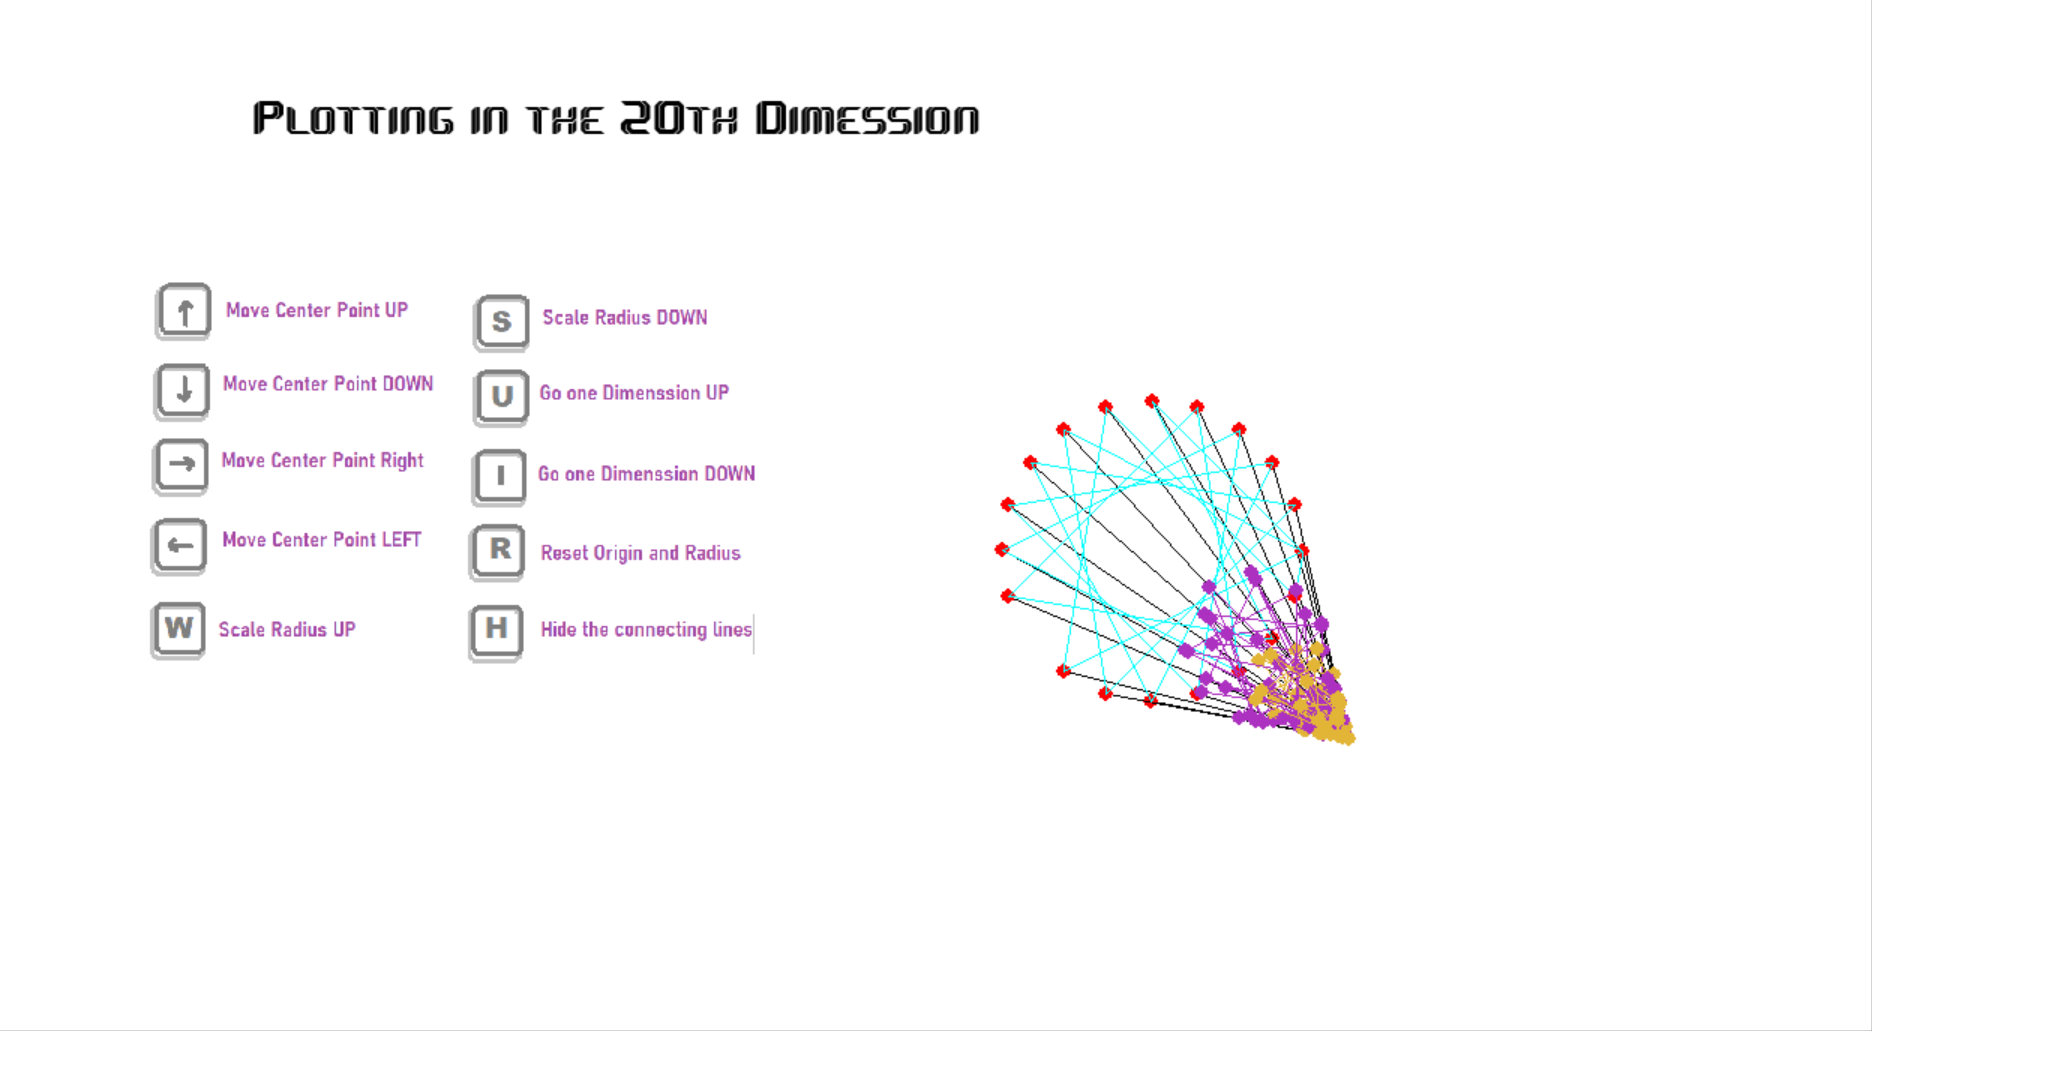 Plotting in the 20th Dimession
↑ Move Center Point UP
↓ Move Center Point DOWN
→ Move Center Point Right
← Move Center Point LEFT
W Scale Radius UP
S Scale Radius DOWN
U Go one Dimenssion UP
I Go one Dimenssion DOWN
R Reset Origin and Radius
H Hide the connecting lines